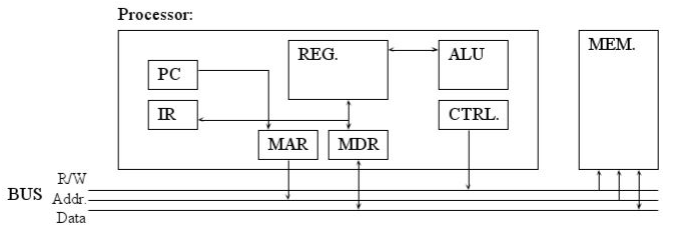 Processor:
REG.
ALU
MEM.
PC
IR
CTRL.
MAR
MDR
R/W
BUS
Addr.
Data